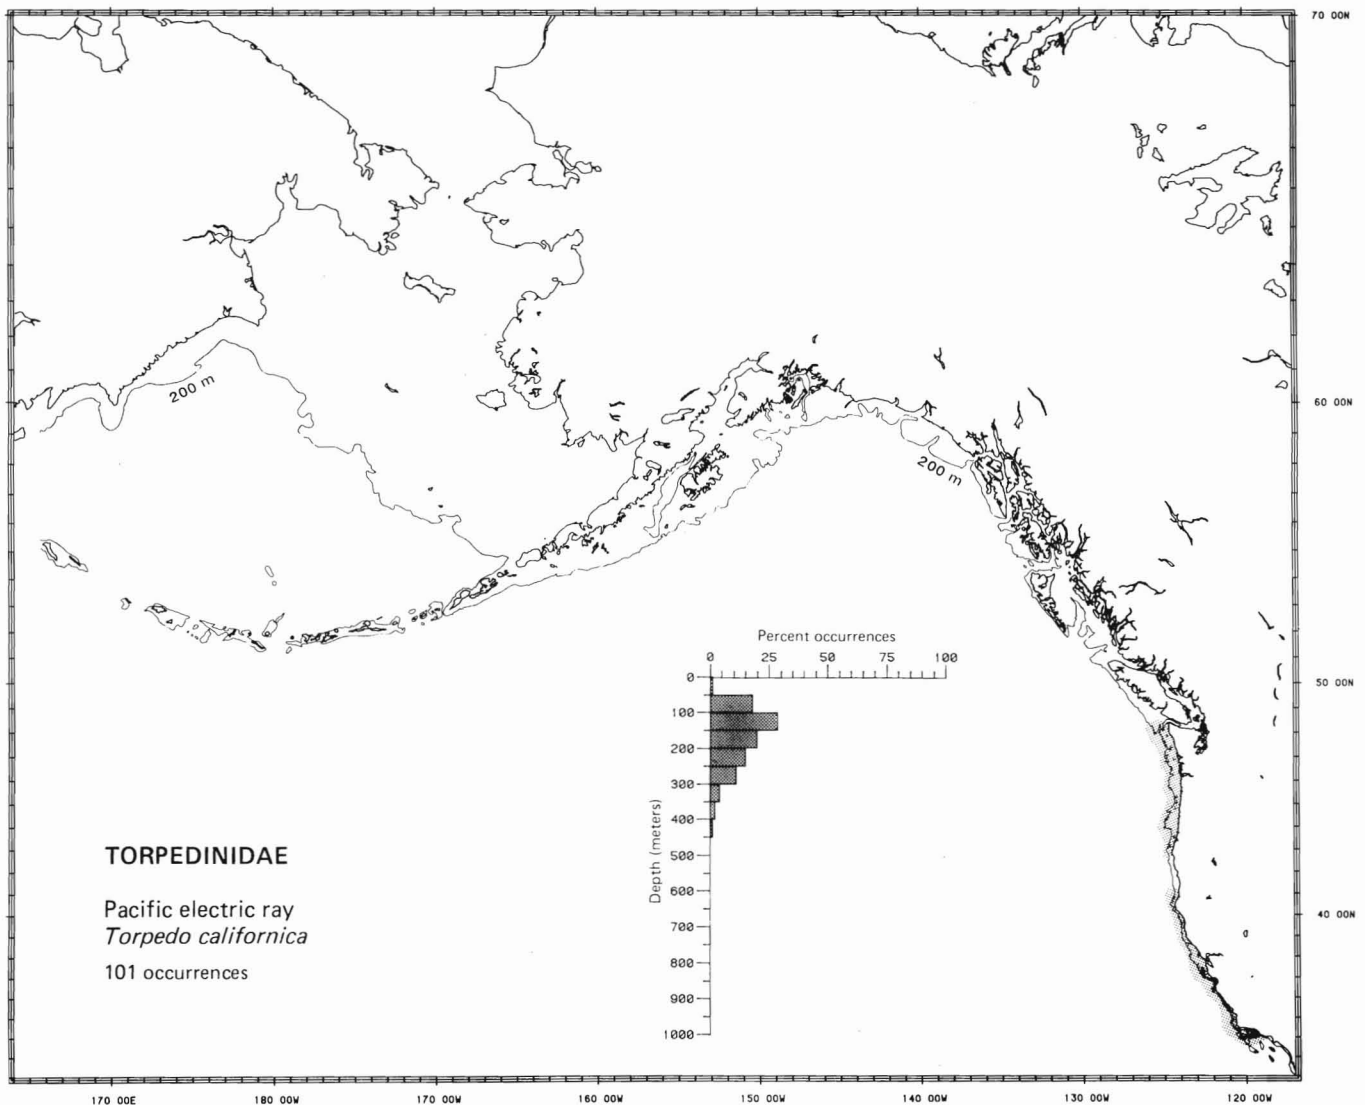 70 00N
200 m
60 00N
200 m
Percent occurrences
0 25 50 75 100
50 00N
0
100
200
300
400
500
600
700
800
900
1000
Depth (meters)
TORPEDINIDAE
Pacific electric ray
Torpedo californica
101 occurrences
40 00N
170 00E 180 00W 170 00W 160 00W 150 00W 140 00W 130 00W 120 00W